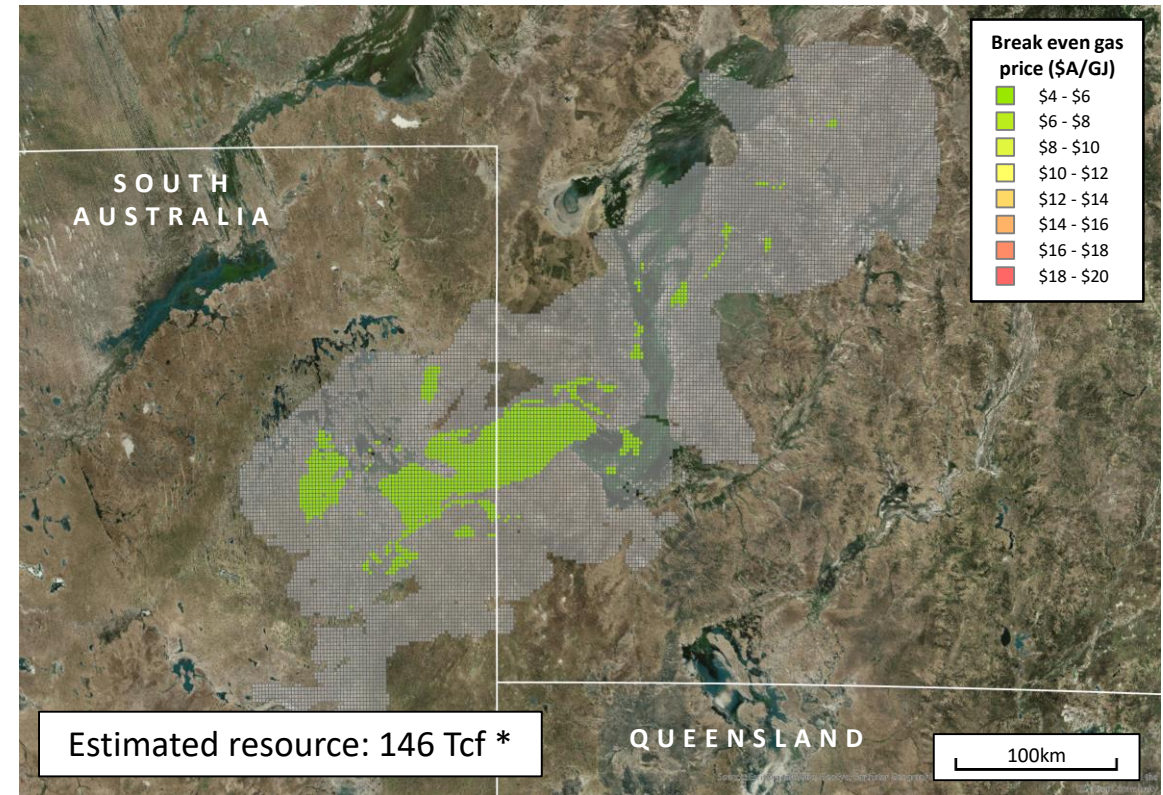 Break even gas
price ($A/GJ)
$4 - $6
$6 - $8
$8 - $10
$10 - $12
$12 - $14
$14 - $16
$16 - $18
$18 - $20
SOUTH
AUSTRALIA
QUEENSLAND
Estimated resource: 146 Tcf *
100km